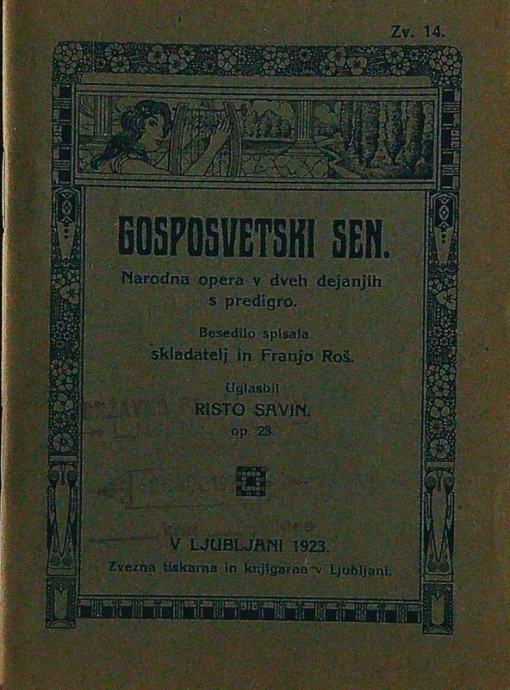 Zv. 14.
GOSPOSVETSKI SEN.
Narodna opera v dveh dejanjih
s predigro.
Besedilo spisala
skladatelj in Franjo Roš.
Uglasbil
RISTO SAVIN.
op. 23.
V LJUBLJANI 1923.
Zvezna tiskarna in knjigarna v Ljubljani.